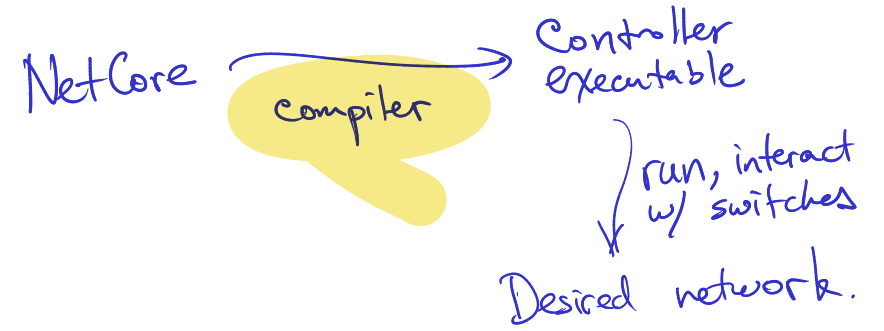 NetCore
compiler
Controller
executable
run, interact
w/ switches
Desired network.